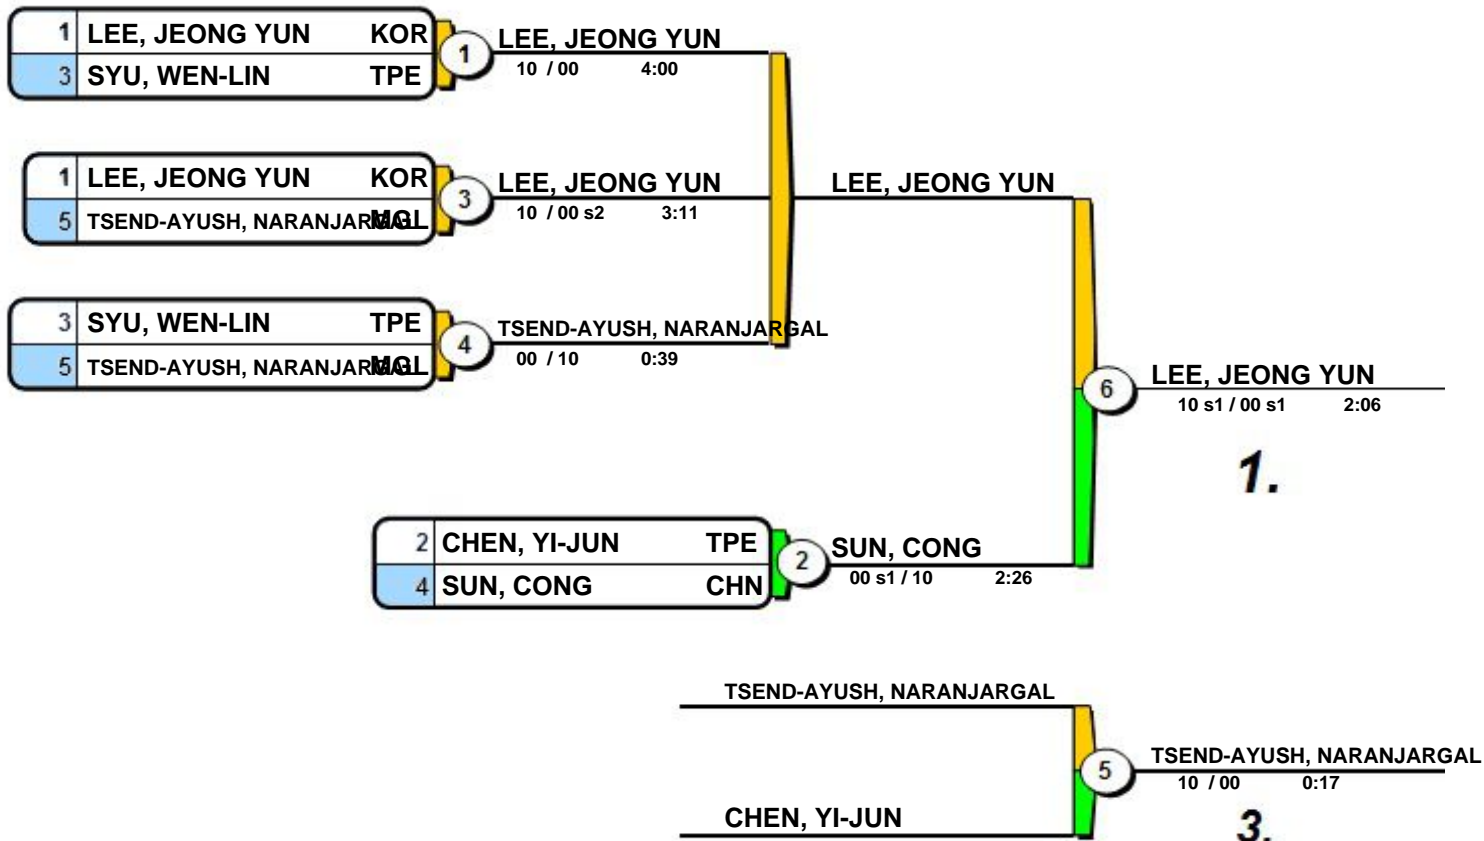 1 LEE, JEONG YUN KOR
3 SYU, WEN-LIN TPE
1 LEE, JEONG YUN
10 / 00 4:00
1 LEE, JEONG YUN KOR
5 TSEND-AYUSH, NARANJARGAL MGL
3 LEE, JEONG YUN
10 / 00 s2 3:11
LEE, JEONG YUN
3 SYU, WEN-LIN TPE
5 TSEND-AYUSH, NARANJARGAL MGL
4 TSEND-AYUSH, NARANJARGAL
00 / 10 0:39
6 LEE, JEONG YUN
10 s1 / 00 s1 2:06
1.
2 CHEN, YI-JUN TPE
4 SUN, CONG CHN
2 SUN, CONG
00 s1 / 10 2:26
TSEND-AYUSH, NARANJARGAL
CHEN, YI-JUN
5 TSEND-AYUSH, NARANJARGAL
10 / 00 0:17
3.